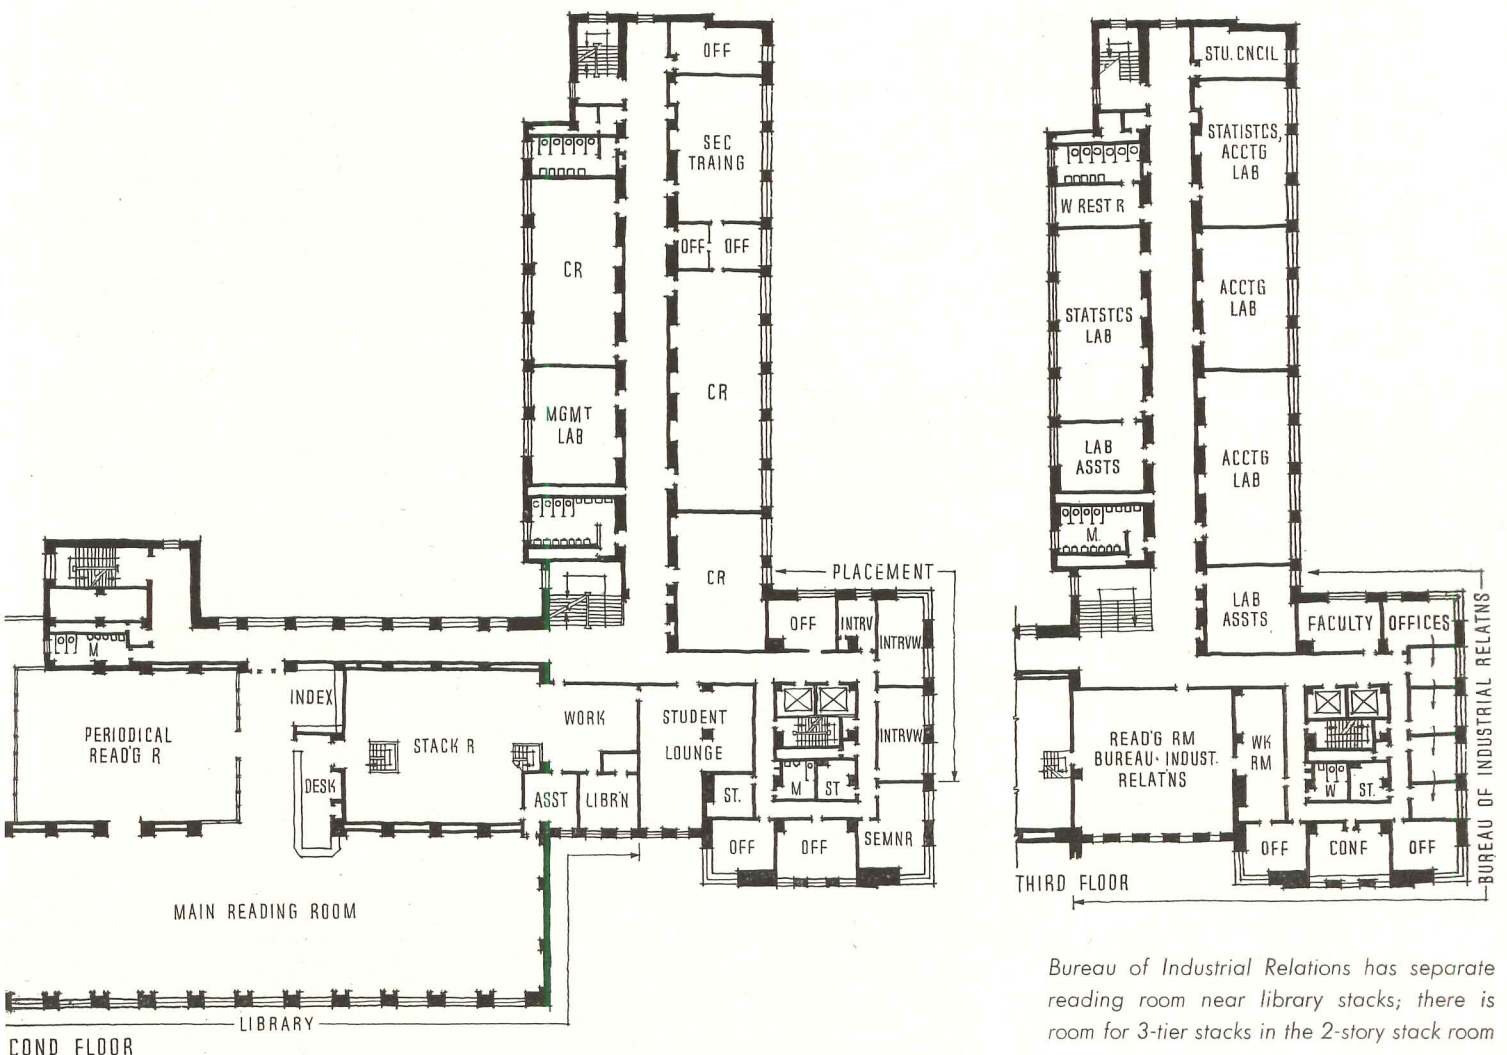 OFF
SEC
TRAING
OFF
OFF
CR
CR
MGMT
LAB
CR
PLACEMENT
OFF
INTRV
INTRVW
INTRVW
M
INDEX
PERIODICAL
READ'G R
STACK R
WORK
STUDENT
LOUNGE
DESK
ASST
LIBR'N
ST.
M
ST
OFF
OFF
SEMNR
MAIN READING ROOM
LIBRARY
COND FLOOR
STU. CNCIL
STATISTCS,
ACCTG
LAB
W REST R
ACCTG
LAB
STATSTCS
LAB
LAB
ASSTS
ACCTG
LAB
M.
LAB
ASSTS
FACULTY
OFFICES
READ'G RM
BUREAU· INDUST.
RELATNS
WK
RM
W
ST.
OFF
CONF
OFF
BUREAU OF INDUSTRIAL RELATNS
THIRD FLOOR
Bureau of Industrial Relations has separate
reading room near library stacks; there is
room for 3-tier stacks in the 2-story stack room